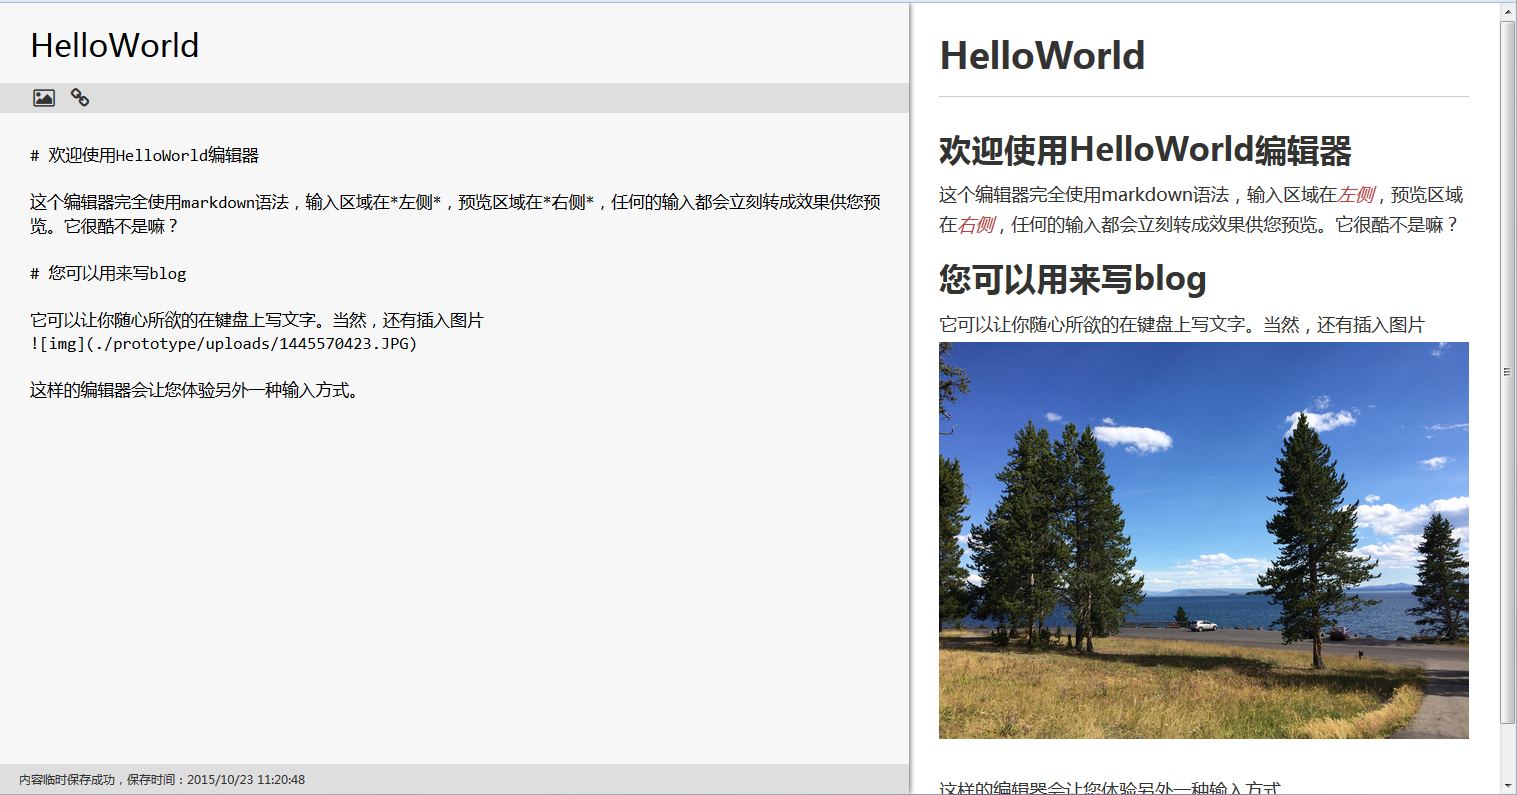 HelloWorld
# 欢迎使用HelloWorld编辑器
这个编辑器完全使用markdown语法，输入区域在*左侧*，预览区域在*右侧*，任何的输入都会立刻转成效果供您预
览。它很酷不是嘛？
# 您可以用来写blog
它可以让你随心所欲的在键盘上写文字。当然，还有插入图片
![img](./prototype/uploads/1445570423.JPG)
这样的编辑器会让您体验另外一种输入方式。
内容临时保存成功，保存时间：2015/10/23 11:20:48
HelloWorld
欢迎使用HelloWorld编辑器
这个编辑器完全使用markdown语法，输入区域在左侧，预览区域
在右侧，任何的输入都会立刻转成效果供您预览。它很酷不是嘛？
您可以用来写blog
它可以让你随心所欲的在键盘上写文字。当然，还有插入图片
这样的编辑器会让您体验另外一种输入方式